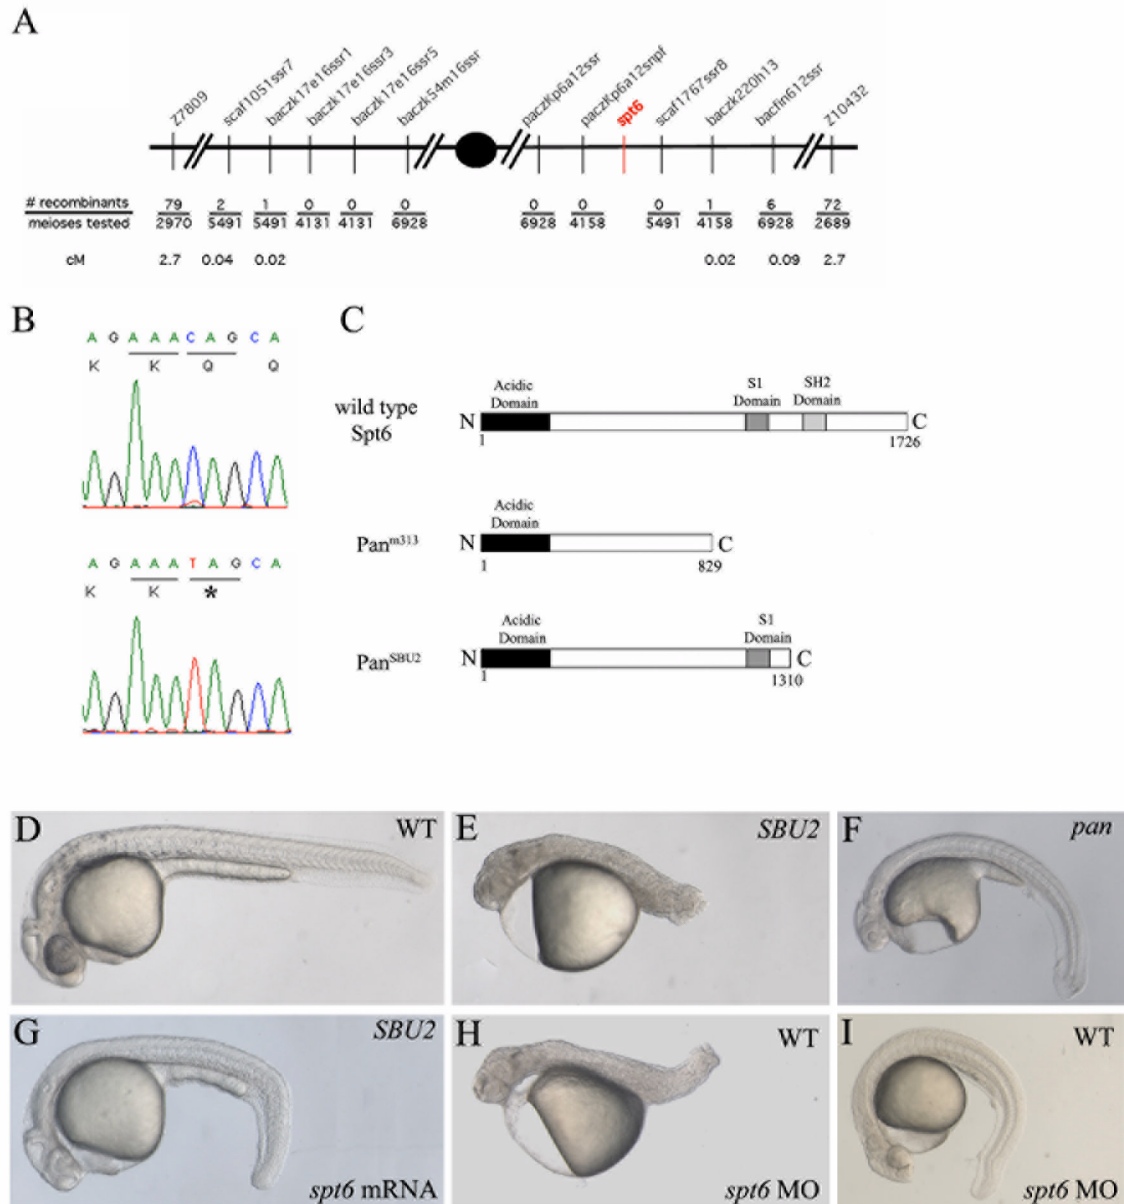 A
Z7809 scaf1051ssr7 baczk17e16ssr1 baczk17e16ssr3 baczk17e16ssr5 baczk54m16ssr paczKp6a12ssr paczKp6a12snpf spt6 scaf1767ssr8 baczk220h13 bacfin612ssr Z10432
# recombinants 79 2 1 0 0 0 0 0 0 1 6 72
meioses tested 2970 5491 5491 4131 4131 6928 6928 4158 5491 4158 6928 2689
cM 2.7 0.04 0.02 0.02 0.09 2.7
B
A G A A A C A G C A
K K Q Q
A G A A A T A G C A
K K *
C
Acidic Domain S1 Domain SH2 Domain
wild type Spt6 N C
1 1726
Acidic Domain
Pan^m313 N C
1 829
Acidic Domain S1 Domain
Pan^SBU2 N C
1 1310
D WT
E SBU2
F pan
G SBU2
spt6 mRNA
H WT
spt6 MO
I WT
spt6 MO